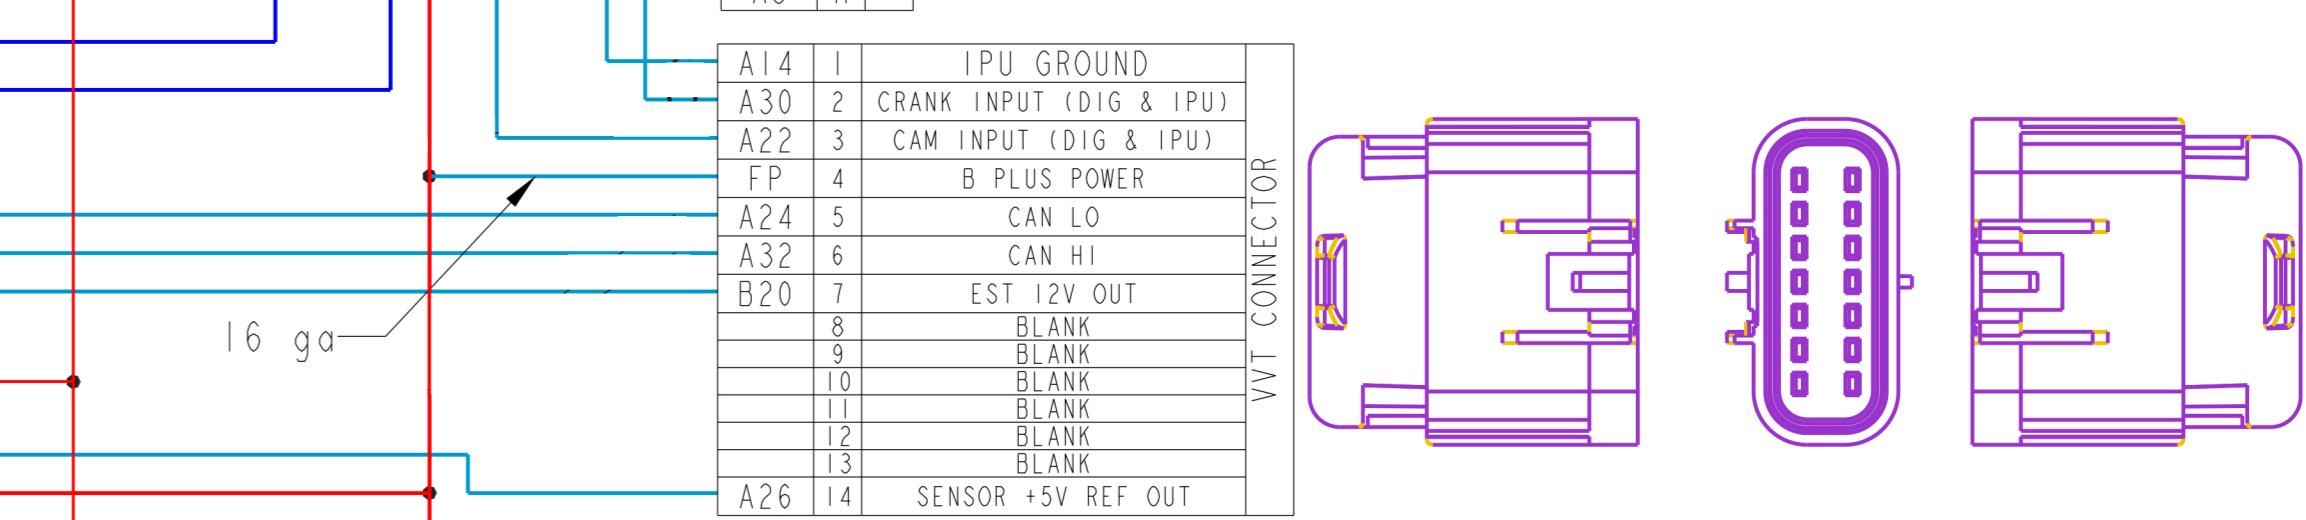 A14 1 IPU GROUND
A30 2 CRANK INPUT (DIG & IPU)
A22 3 CAM INPUT (DIG & IPU)
FP 4 B PLUS POWER
A24 5 CAN LO
A32 6 CAN HI
B20 7 EST 12V OUT
8 BLANK
9 BLANK
10 BLANK
11 BLANK
12 BLANK
13 BLANK
A26 14 SENSOR +5V REF OUT
VVT CONNECTOR
16 ga